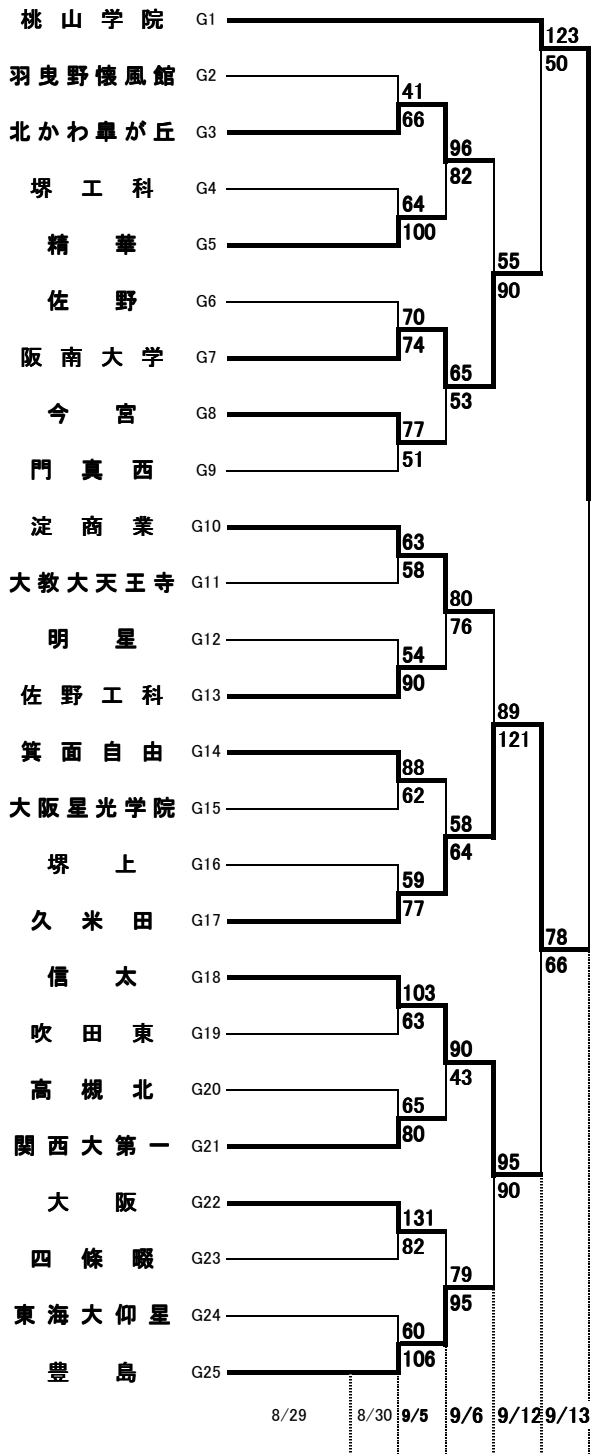 桃山学院 G1
123
50
羽曳野懐風館 G2
41
66
北かわち皐が丘 G3
96
82
堺工科 G4
64
100
精華 G5
55
90
佐野 G6
70
74
阪南大学 G7
65
53
今宮 G8
77
51
門真西 G9
淀商業 G10
63
58
大教大天王寺 G11
80
76
明星 G12
54
90
佐野工科 G13
89
121
箕面自由 G14
88
62
大阪星光学院 G15
58
64
堺上 G16
59
77
久米田 G17
78
66
信太 G18
103
63
吹田東 G19
90
43
高槻北 G20
65
80
関西大第一 G21
95
90
大阪 G22
131
82
四條畷 G23
79
95
東海大仰星 G24
60
106
豊島 G25
8/29 8/30 9/5 9/6 9/12 9/13